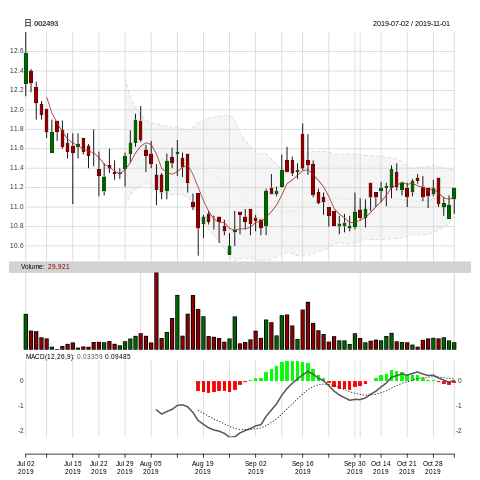 日 002493
2019-07-02 / 2019-11-01
12.6
12.4
12.2
12.0
11.8
11.6
11.4
11.2
11.0
10.8
10.6
Volume: 29,921
MACD(12,26,9): 0.03359 0.09485
0 0
-1 -1
-2 -2
Jul 02 Jul 15 Jul 22 Jul 29 Aug 05 Aug 19 Sep 02 Sep 16 Sep 30 Oct 14 Oct 21 Oct 28
2019 2019 2019 2019 2019 2019 2019 2019 2019 2019 2019 2019